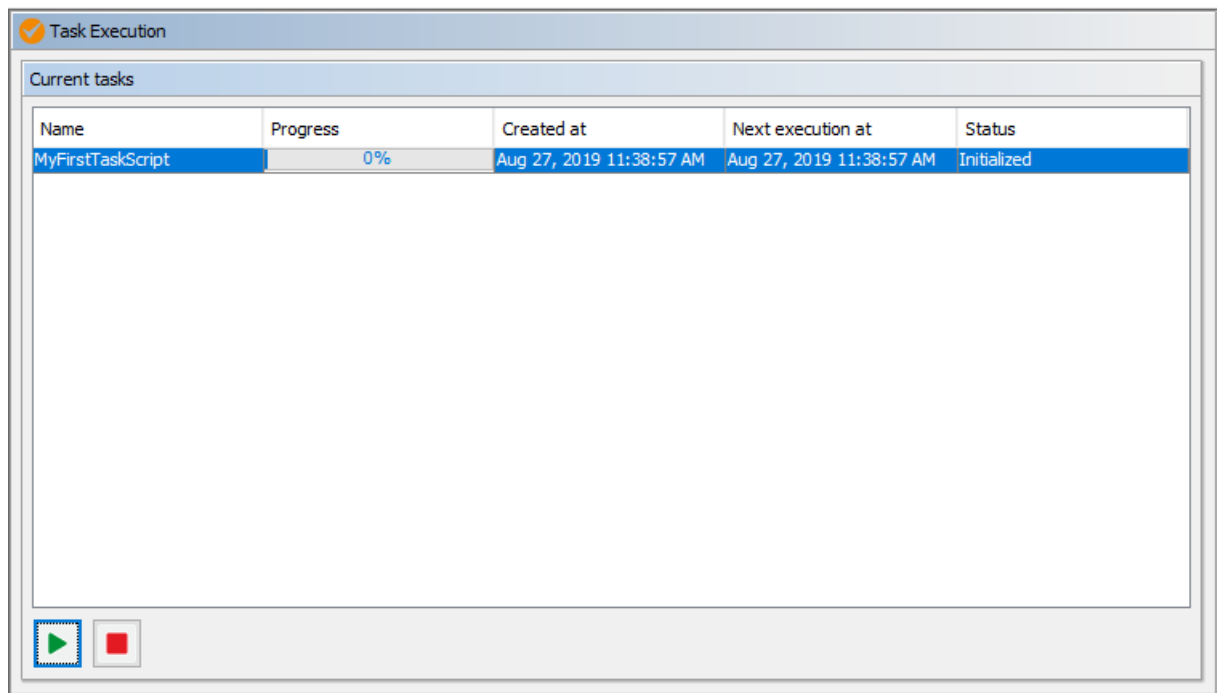 Task Execution
Current tasks
Name Progress Created at Next execution at Status
MyFirstTaskScript 0% Aug 27, 2019 11:38:57 AM Aug 27, 2019 11:38:57 AM Initialized